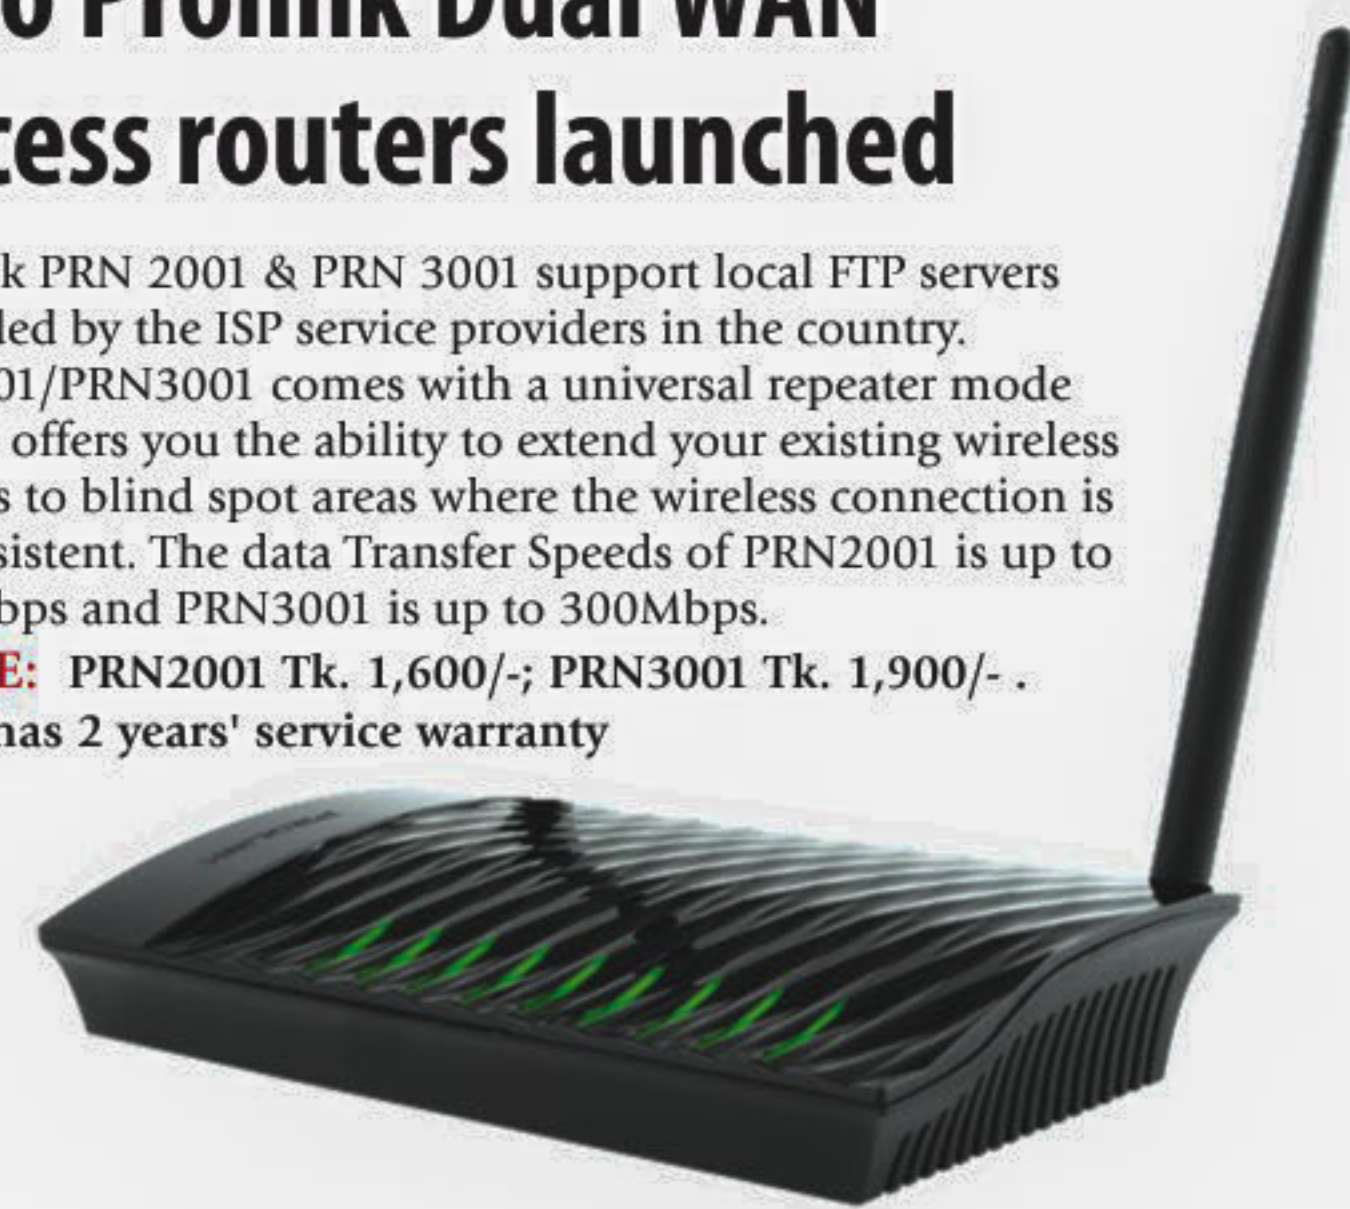 o Prolink Dual WAN
cess routers launched
k PRN 2001 & PRN 3001 support local FTP servers
led by the ISP service providers in the country.
01/PRN3001 comes with a universal repeater mode
offers you the ability to extend your existing wireless
s to blind spot areas where the wireless connection is
sistent. The data Transfer Speeds of PRN2001 is up to
bps and PRN3001 is up to 300Mbps.
E: PRN2001 Tk. 1,600/-; PRN3001 Tk. 1,900/- .
has 2 years' service warranty